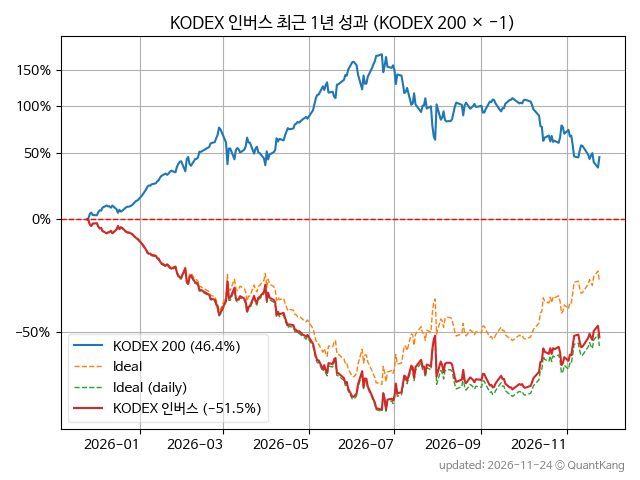 KODEX 인버스 최근 1년 성과 (KODEX 200 × −1)
150%
100%
50%
0%
−50%
KODEX 200 (46.4%)
Ideal
Ideal (daily)
KODEX 인버스 (−51.5%)
2026-01
2026-03
2026-05
2026-07
2026-09
2026-11
updated: 2026-11-24 © QuantKang